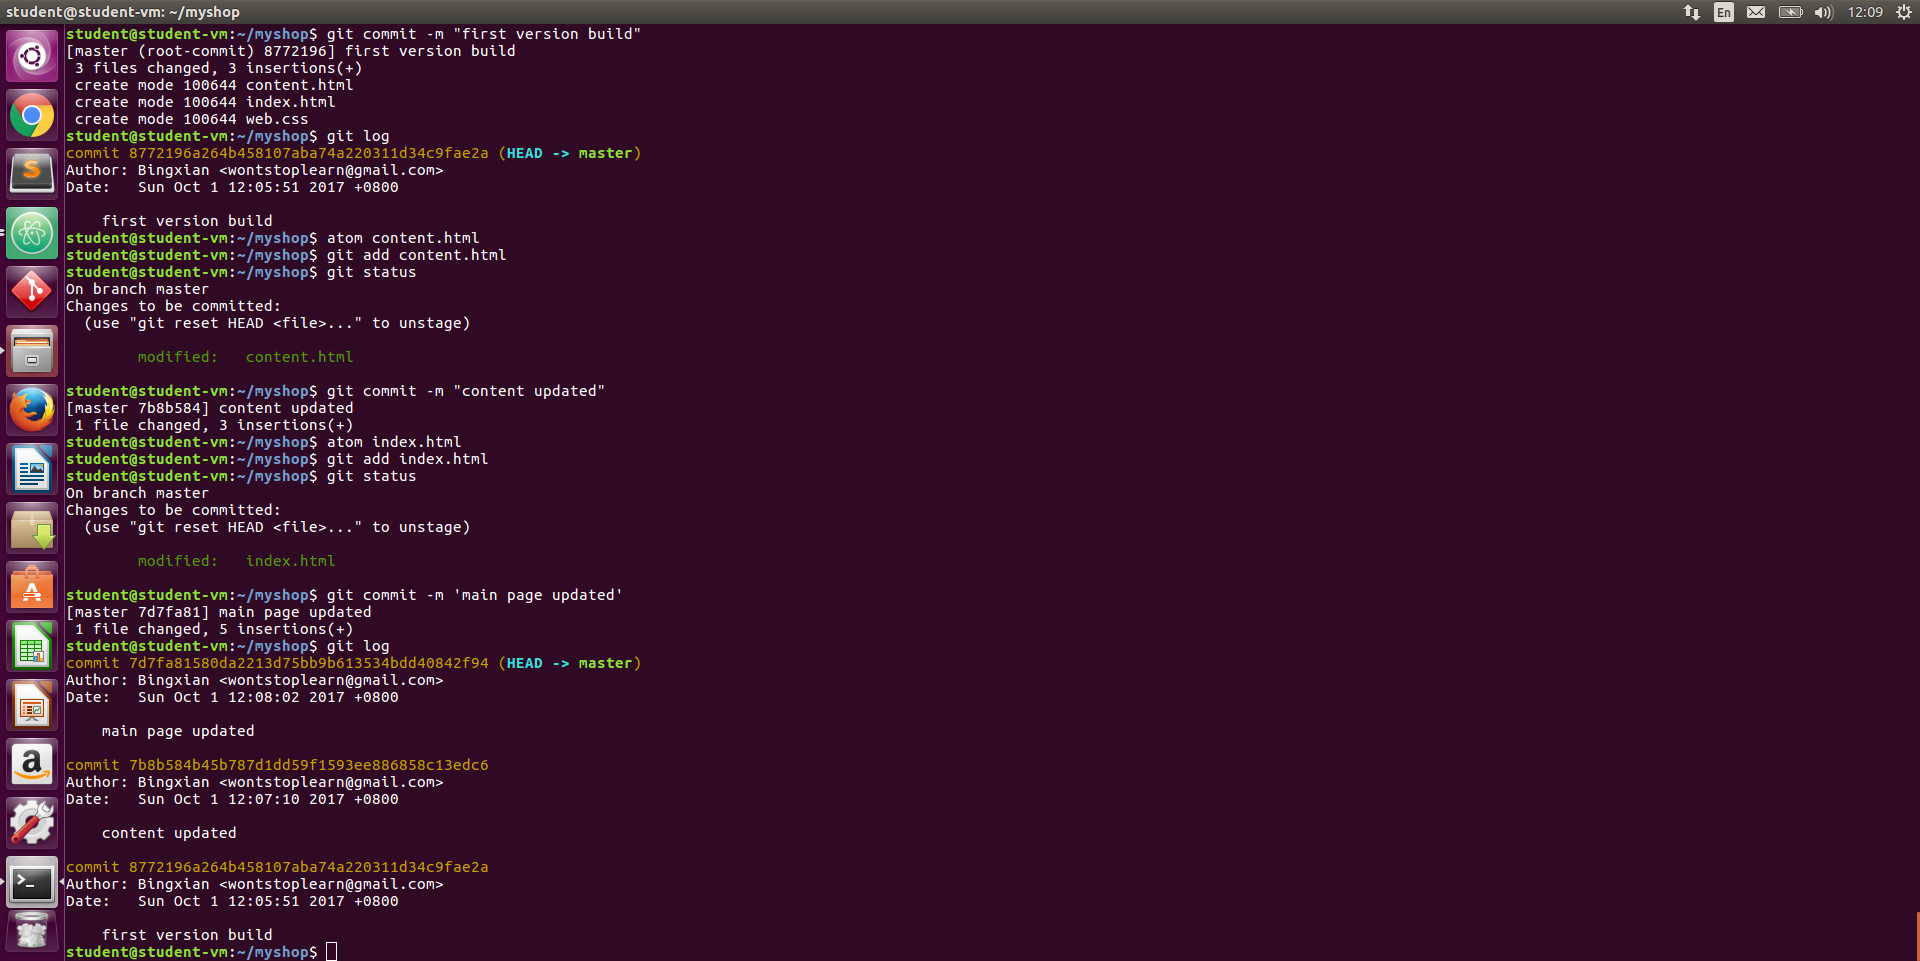 student@student-vm: ~/myshop
En
12:09
student@student-vm:~/myshop$ git commit -m "first version build"
[master (root-commit) 8772196] first version build
 3 files changed, 3 insertions(+)
 create mode 100644 content.html
 create mode 100644 index.html
 create mode 100644 web.css
student@student-vm:~/myshop$ git log
commit 8772196a264b458107aba74a220311d34c9fae2a (HEAD -> master)
Author: Bingxian <wontstoplearn@gmail.com>
Date:   Sun Oct 1 12:05:51 2017 +0800

    first version build
student@student-vm:~/myshop$ atom content.html
student@student-vm:~/myshop$ git add content.html
student@student-vm:~/myshop$ git status
On branch master
Changes to be committed:
  (use "git reset HEAD <file>..." to unstage)

        modified:   content.html

student@student-vm:~/myshop$ git commit -m "content updated"
[master 7b8b584] content updated
 1 file changed, 3 insertions(+)
student@student-vm:~/myshop$ atom index.html
student@student-vm:~/myshop$ git add index.html
student@student-vm:~/myshop$ git status
On branch master
Changes to be committed:
  (use "git reset HEAD <file>..." to unstage)

        modified:   index.html

student@student-vm:~/myshop$ git commit -m 'main page updated'
[master 7d7fa81] main page updated
 1 file changed, 5 insertions(+)
student@student-vm:~/myshop$ git log
commit 7d7fa81580da2213d75bb9b613534bdd40842f94 (HEAD -> master)
Author: Bingxian <wontstoplearn@gmail.com>
Date:   Sun Oct 1 12:08:02 2017 +0800

    main page updated

commit 7b8b584b45b787d1dd59f1593ee886858c13edc6
Author: Bingxian <wontstoplearn@gmail.com>
Date:   Sun Oct 1 12:07:10 2017 +0800

    content updated

commit 8772196a264b458107aba74a220311d34c9fae2a
Author: Bingxian <wontstoplearn@gmail.com>
Date:   Sun Oct 1 12:05:51 2017 +0800

    first version build
student@student-vm:~/myshop$